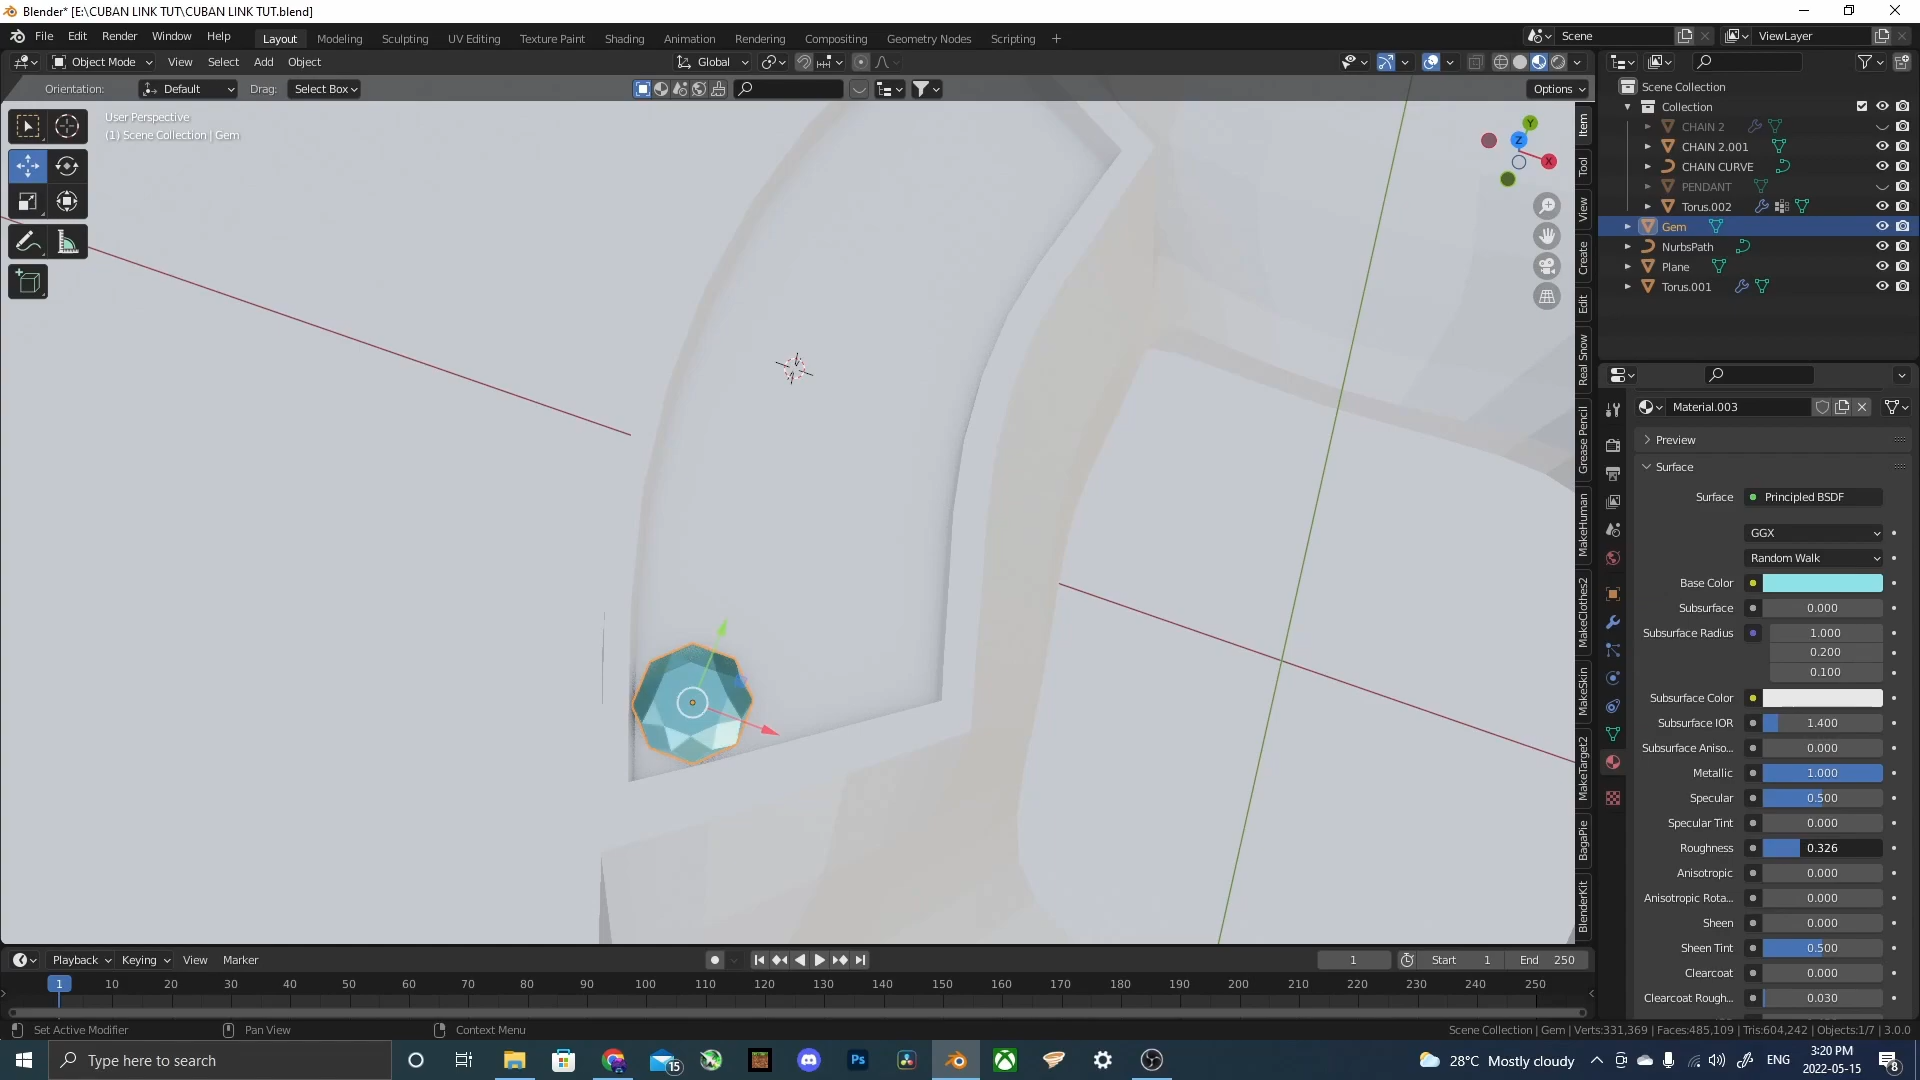 Blender* [E:\CUBAN LINK TUT\CUBAN LINK TUT.blend]
File Edit Render Window Help Layout Modeling Sculpting UV Editing Texture Paint Shading Animation Rendering Compositing Geometry Nodes Scripting + Scene ViewLayer
Object Mode View Select Add Object Global
Orientation: Default Drag: Select Box Options
User Perspective
(1) Scene Collection | Gem
Y
Z
X
Item
Tool
View
Create
Edit
Real Snow
Grease Pencil
MakeHuman
MakeClothes2
MakeSkin
MakeTarget2
BagaPie
BlenderKit
Scene Collection
Collection
CHAIN 2
CHAIN 2.001
CHAIN CURVE
PENDANT
Torus.002
Gem
NurbsPath
Plane
Torus.001
Material.003
Preview
Surface
Surface Principled BSDF
GGX
Random Walk
Base Color
Subsurface 0.000
Subsurface Radius 1.000
0.200
0.100
Subsurface Color
Subsurface IOR 1.400
Subsurface Aniso... 0.000
Metallic 1.000
Specular 0.500
Specular Tint 0.000
Roughness 0.326
Anisotropic 0.000
Anisotropic Rota... 0.000
Sheen 0.000
Sheen Tint 0.500
Clearcoat 0.000
Clearcoat Rough... 0.030
Playback Keying View Marker 1 Start 1 End 250
1 10 20 30 40 50 60 70 80 90 100 110 120 130 140 150 160 170 180 190 200 210 220 230 240 250
Set Active Modifier Pan View Context Menu Scene Collection | Gem | Verts:331,369 | Faces:485,109 | Tris:604,242 | Objects:1/7 | 3.0.0
Type here to search 15 Ps 28°C Mostly cloudy ENG 3:20 PM
2022-05-15 8